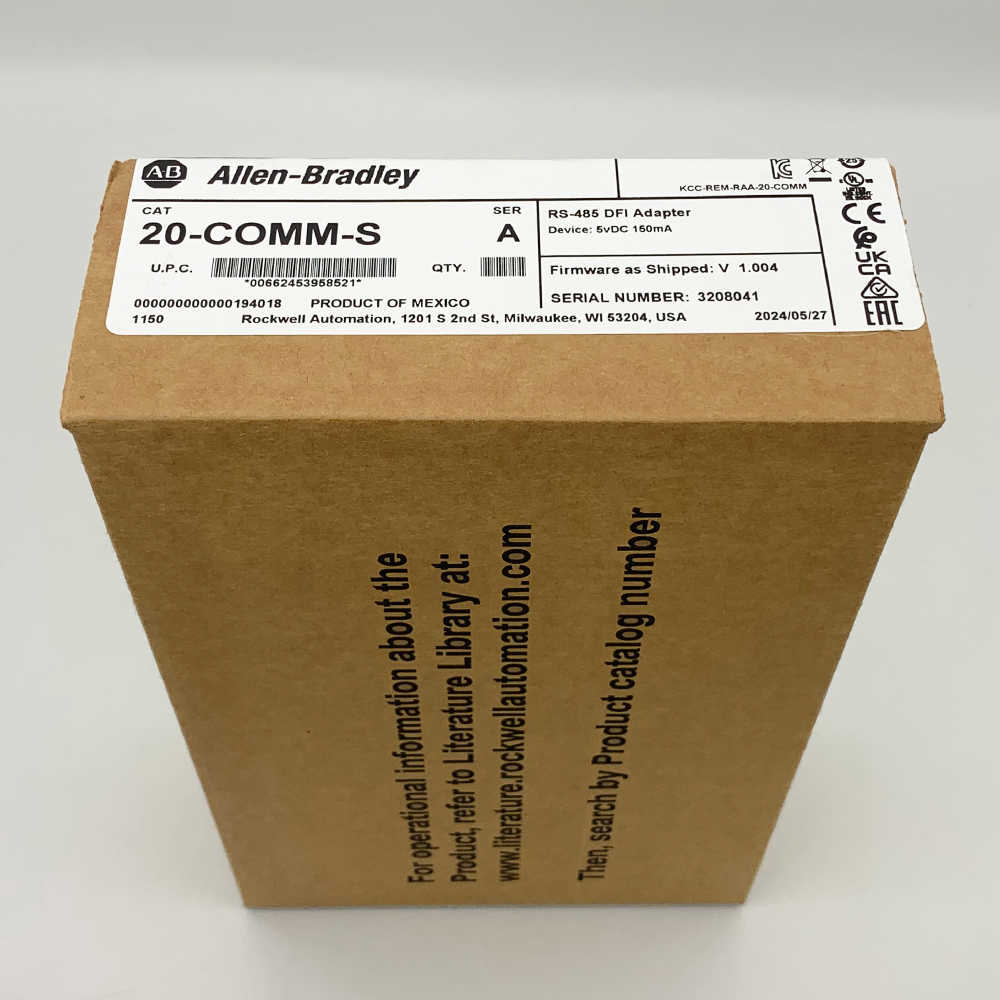 A-B Allen-Bradley
KCC-REM-RAA-20-COMM
CAT
SER
20-COMM-S
A
U.P.C.
QTY.
*00662453958521*
000000000000194018 PRODUCT OF MEXICO
1150 Rockwell Automation, 1201 S 2nd St, Milwaukee, WI 53204, USA 2024/05/27
RS-485 DFI Adapter
Device: 5vDC 150mA
Firmware as Shipped: V 1.004
SERIAL NUMBER: 3208041
UL
LISTED
CE
UK
CA
EAC
For operational information about the
Product, refer to Literature Library at:
www.literature.rockwellautomation.com
Then, search by Product catalog number